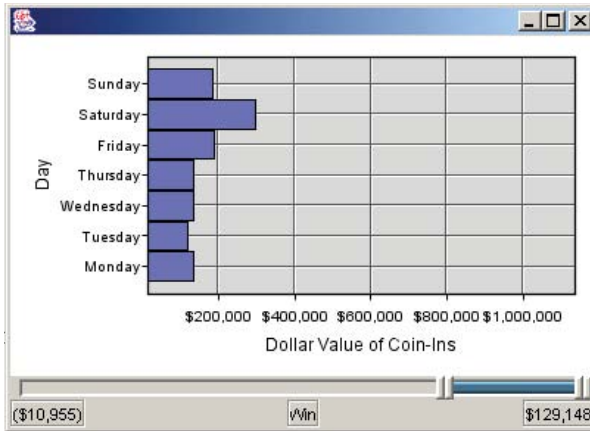 Sunday
Saturday
Friday
Thursday
Wednesday
Tuesday
Monday
Day
$200,000 $400,000 $600,000 $800,000 $1,000,000
Dollar Value of Coin-Ins
($10,955) Win $129,148